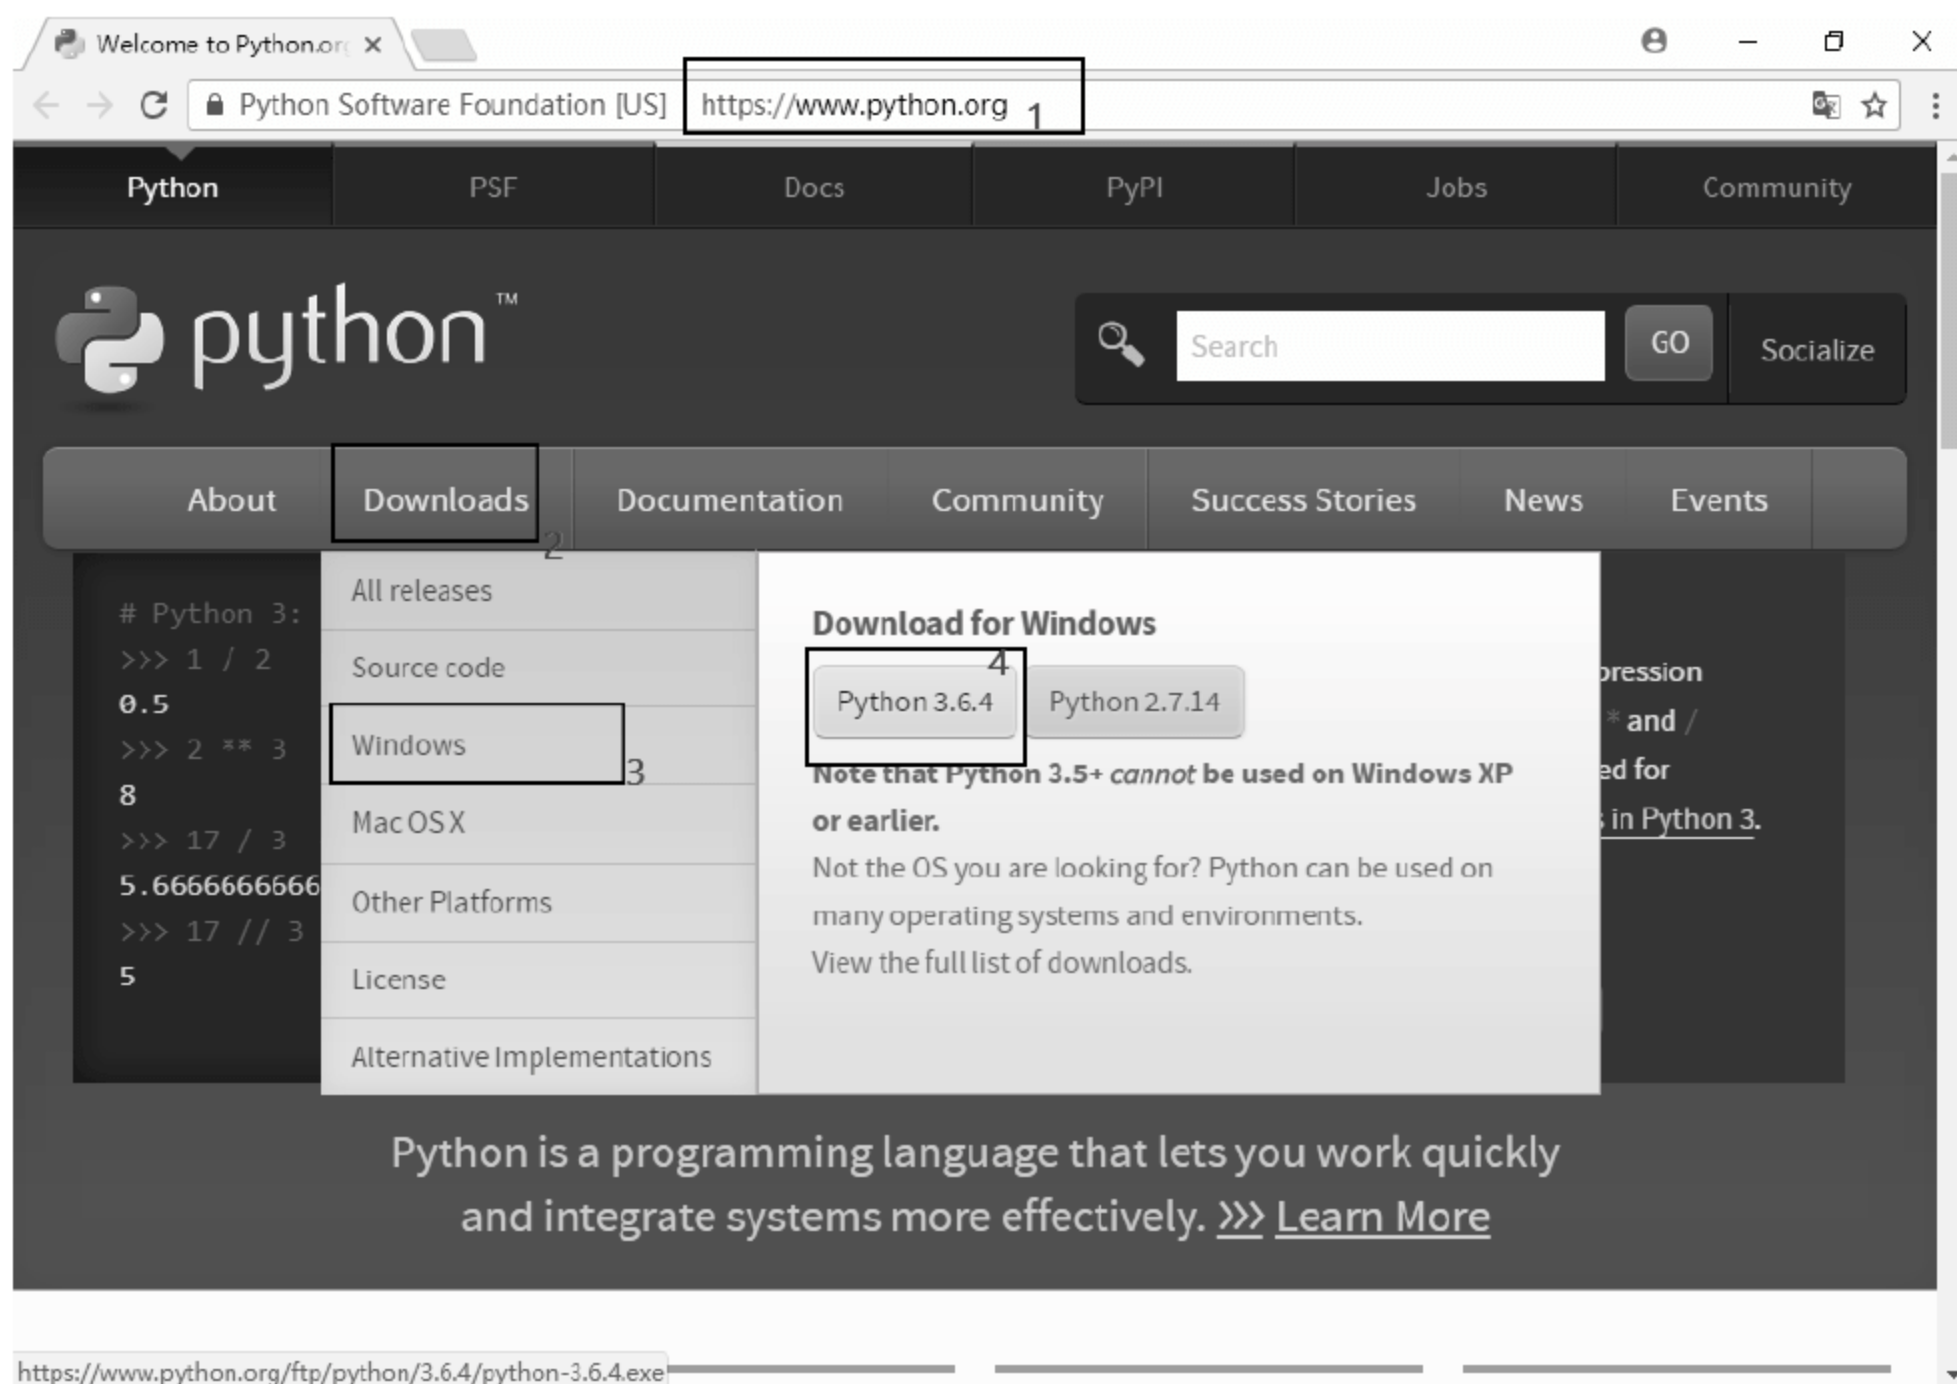 Welcome to Python.org
Python Software Foundation [US] https://www.python.org 1
Python PSF Docs PyPI Jobs Community
python™
Search GO Socialize
About Downloads Documentation Community Success Stories News Events
2
# Python 3:
>>> 1 / 2
0.5
>>> 2 ** 3
8
>>> 17 / 3
5.6666666666
>>> 17 // 3
5
All releases
Source code
Windows 3
Mac OS X
Other Platforms
License
Alternative Implementations
Download for Windows
4
Python 3.6.4 Python 2.7.14
Note that Python 3.5+ cannot be used on Windows XP
or earlier.
Not the OS you are looking for? Python can be used on
many operating systems and environments.
View the full list of downloads.
pression
* and /
ed for
s in Python 3.
Python is a programming language that lets you work quickly
and integrate systems more effectively. >>> Learn More
https://www.python.org/ftp/python/3.6.4/python-3.6.4.exe